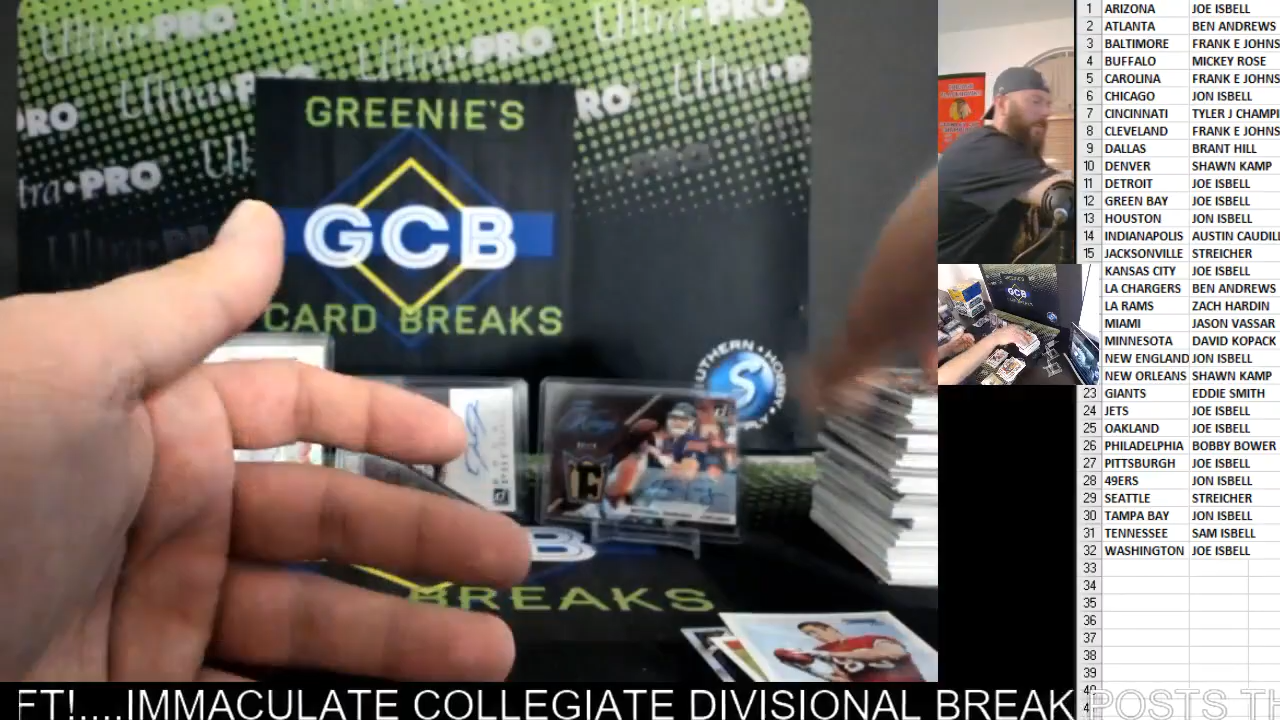 Ultra•PRO
Ultra•PRO
GREENIE'S
GCB
CARD BREAKS
UTHERN • HOBBY
S
B
BREAKS
1 ARIZONA JOE ISBELL
2 ATLANTA BEN ANDREWS
3 BALTIMORE FRANK E JOHNS
4 BUFFALO MICKEY ROSE
5 CAROLINA FRANK E JOHNS
6 CHICAGO JON ISBELL
7 CINCINNATI TYLER J CHAMPI
8 CLEVELAND FRANK E JOHNS
9 DALLAS BRANT HILL
10 DENVER SHAWN KAMP
11 DETROIT JOE ISBELL
12 GREEN BAY JOE ISBELL
13 HOUSTON JON ISBELL
14 INDIANAPOLIS AUSTIN CAUDILI
15 JACKSONVILLE STREICHER
KANSAS CITY JOE ISBELL
LA CHARGERS BEN ANDREWS
LA RAMS ZACH HARDIN
MIAMI JASON VASSAR
MINNESOTA DAVID KOPACK
NEW ENGLAND JON ISBELL
NEW ORLEANS SHAWN KAMP
23 GIANTS EDDIE SMITH
24 JETS JOE ISBELL
25 OAKLAND JOE ISBELL
26 PHILADELPHIA BOBBY BOWER
27 PITTSBURGH JOE ISBELL
28 49ERS JON ISBELL
29 SEATTLE STREICHER
30 TAMPA BAY JON ISBELL
31 TENNESSEE SAM ISBELL
32 WASHINGTON JOE ISBELL
33
34
35
36
37
38
39
FT!....IMMACULATE COLLEGIATE DIVISIONAL BREAK POSTS TH